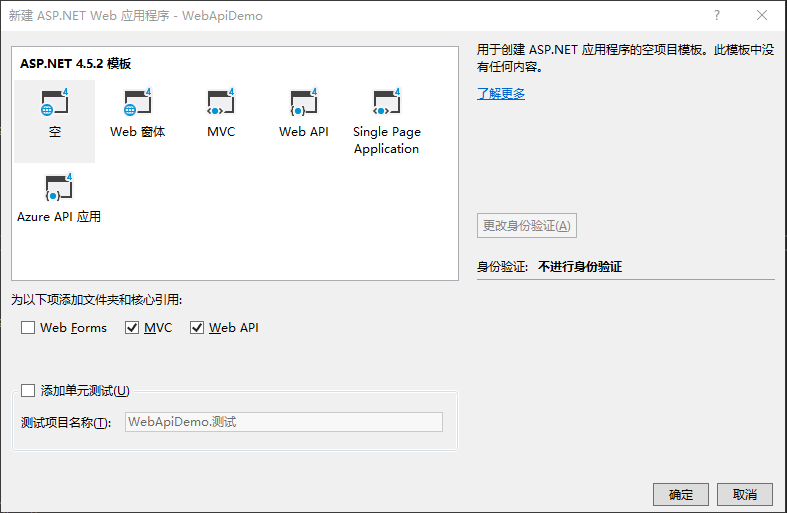 新建 ASP.NET Web 应用程序 - WebApiDemo
?
ASP.NET 4.5.2 模板
4 4 4 4 4
空 Web 窗体 MVC Web API Single Page
Application
4
Azure API 应用
用于创建 ASP.NET 应用程序的空项目模板。此模板中没
有任何内容。
了解更多
更改身份验证(A)
身份验证: 不进行身份验证
为以下项添加文件夹和核心引用:
Web Forms MVC Web API
添加单元测试(U)
测试项目名称(T): WebApiDemo.测试
确定 取消